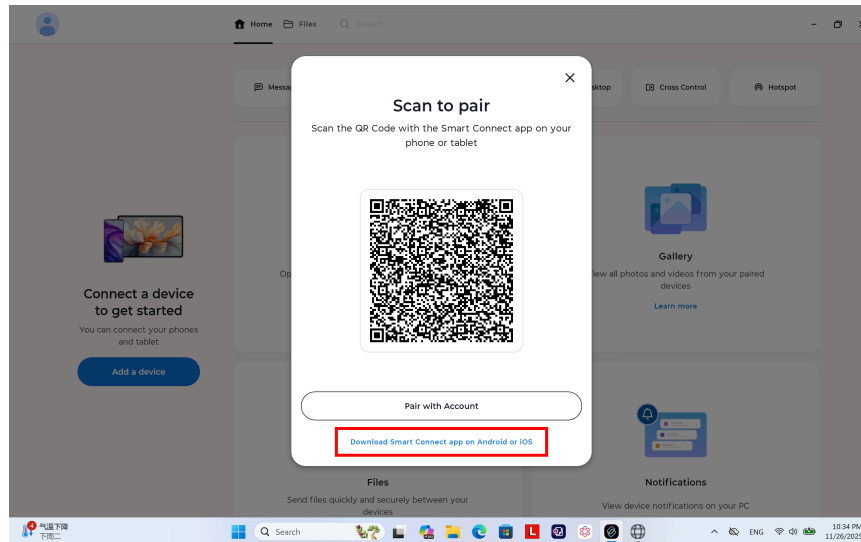 Home
Files
Search
Cross Control
Hotspot
Scan to pair
Scan the QR Code with the Smart Connect app on your
phone or tablet
Pair with Account
Download Smart Connect app on Android or iOS
Connect a device
to get started
You can connect your phones
and tablet
Add a device
Gallery
all photos and videos from your paired
devices
Learn more
Files
Send files quickly and securely between your
devices
Notifications
View device notifications on your PC
4
气温下降
下周二
Search
L
ENG
10:34 PM
11/26/2025